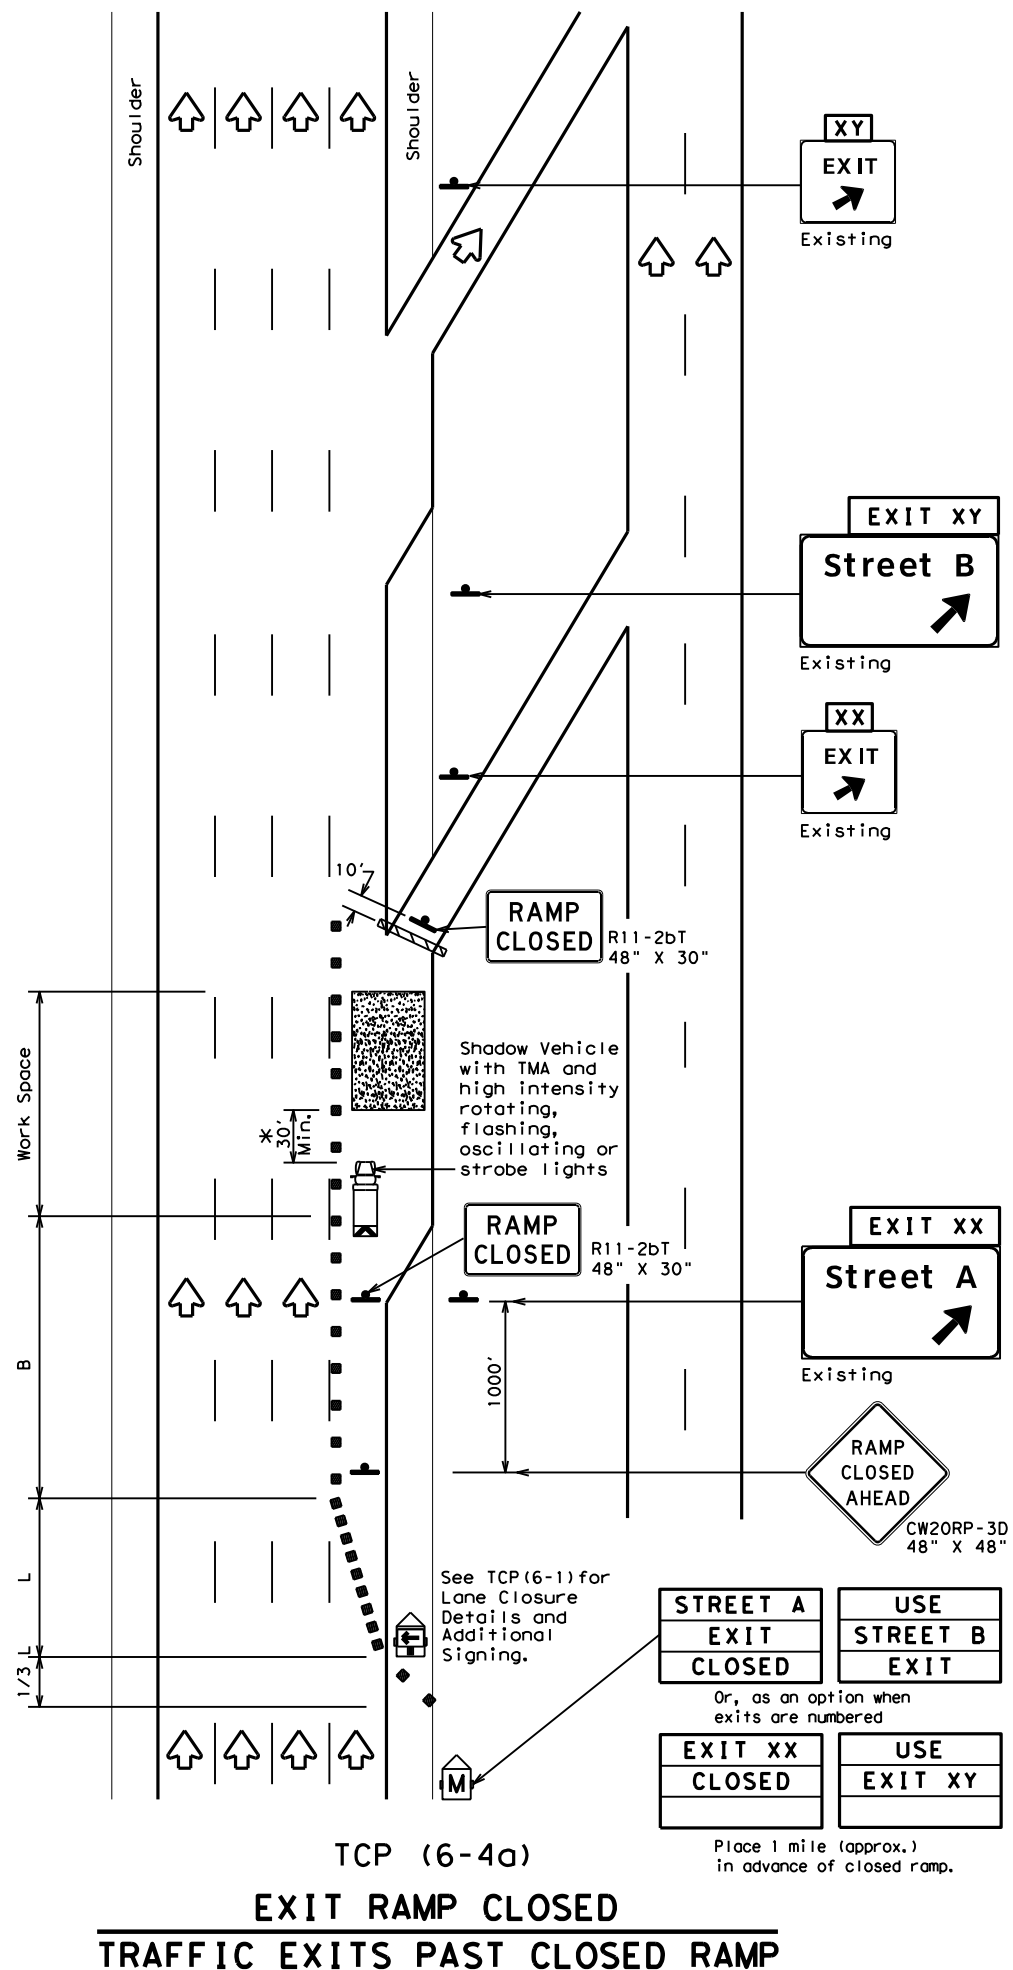 Shoulder
Shoulder
XY
EXIT
Existing
EXIT XY
Street B
Existing
XX
EXIT
Existing
10'
RAMP
CLOSED
R11-2bT
48" X 30"
Work Space
*
30'
Min.
Shadow Vehicle
with TMA and
high intensity
rotating,
flashing,
oscillating or
strobe lights
RAMP
CLOSED
R11-2bT
48" X 30"
EXIT XX
Street A
Existing
B
1000'
RAMP
CLOSED
AHEAD
CW20RP-3D
48" X 48"
L
1/3 L
See TCP(6-1)for
Lane Closure
Details and
Additional
Signing.
STREET A
EXIT
CLOSED
USE
STREET B
EXIT
Or, as an option when
exits are numbered
EXIT XX
CLOSED
USE
EXIT XY
M
Place 1 mile (approx.)
in advance of closed ramp.
TCP (6-4a)
EXIT RAMP CLOSED
TRAFFIC EXITS PAST CLOSED RAMP